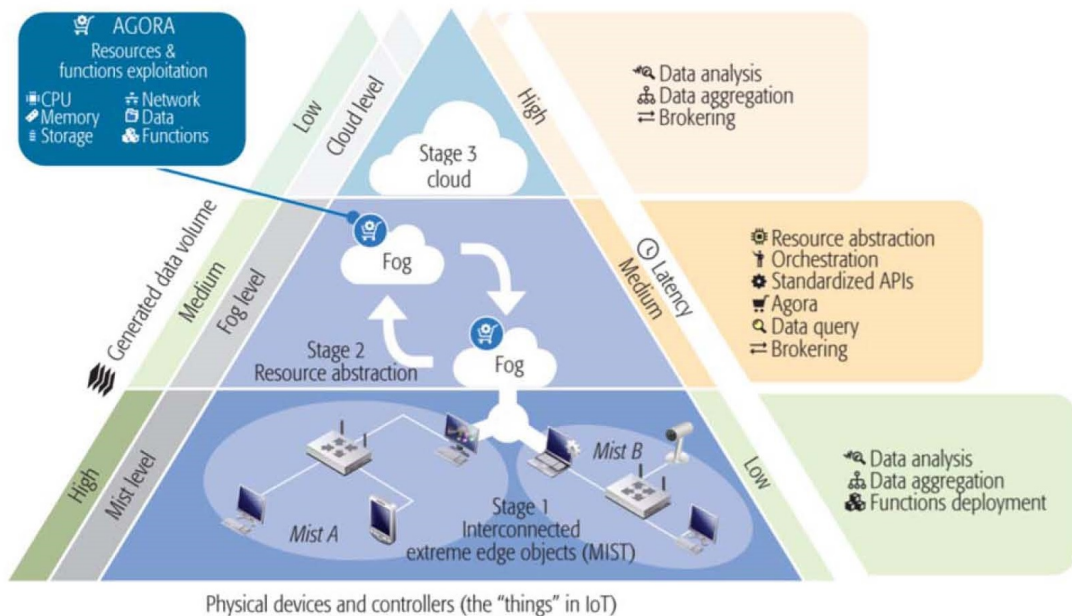 AGORA
Resources &
functions exploitation
CPU
Network
Memory
Data
Storage
Functions
Generated data volume
Low
Medium
High
Cloud level
Fog level
Mist level
Stage 3
cloud
Fog
Fog
Stage 2
Resource abstraction
Mist A
Mist B
Stage 1
Interconnected
extreme edge objects (MIST)
High
Medium
Low
Latency
Data analysis
Data aggregation
Brokering
Resource abstraction
Orchestration
Standardized APIs
Agora
Data query
Brokering
Data analysis
Data aggregation
Functions deployment
Physical devices and controllers (the "things" in IoT)